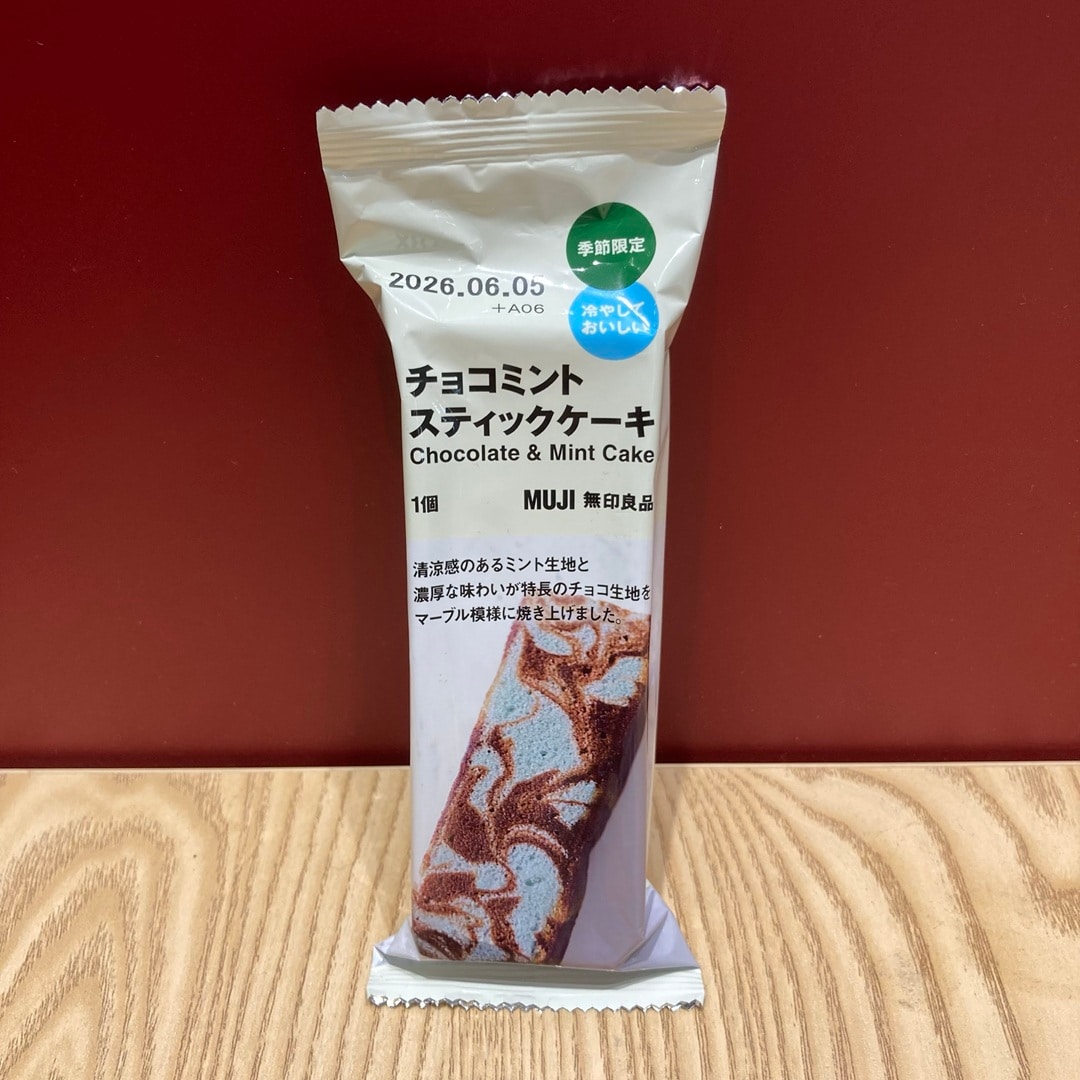 季節限定
2026.06.05
+A06
冷やして
おいしい
チョコミント
スティックケーキ
Chocolate & Mint Cake
1個
MUJI 無印良品
清涼感のあるミント生地と
濃厚な味わいが特長のチョコ生地を
マーブル模様に焼き上げました。